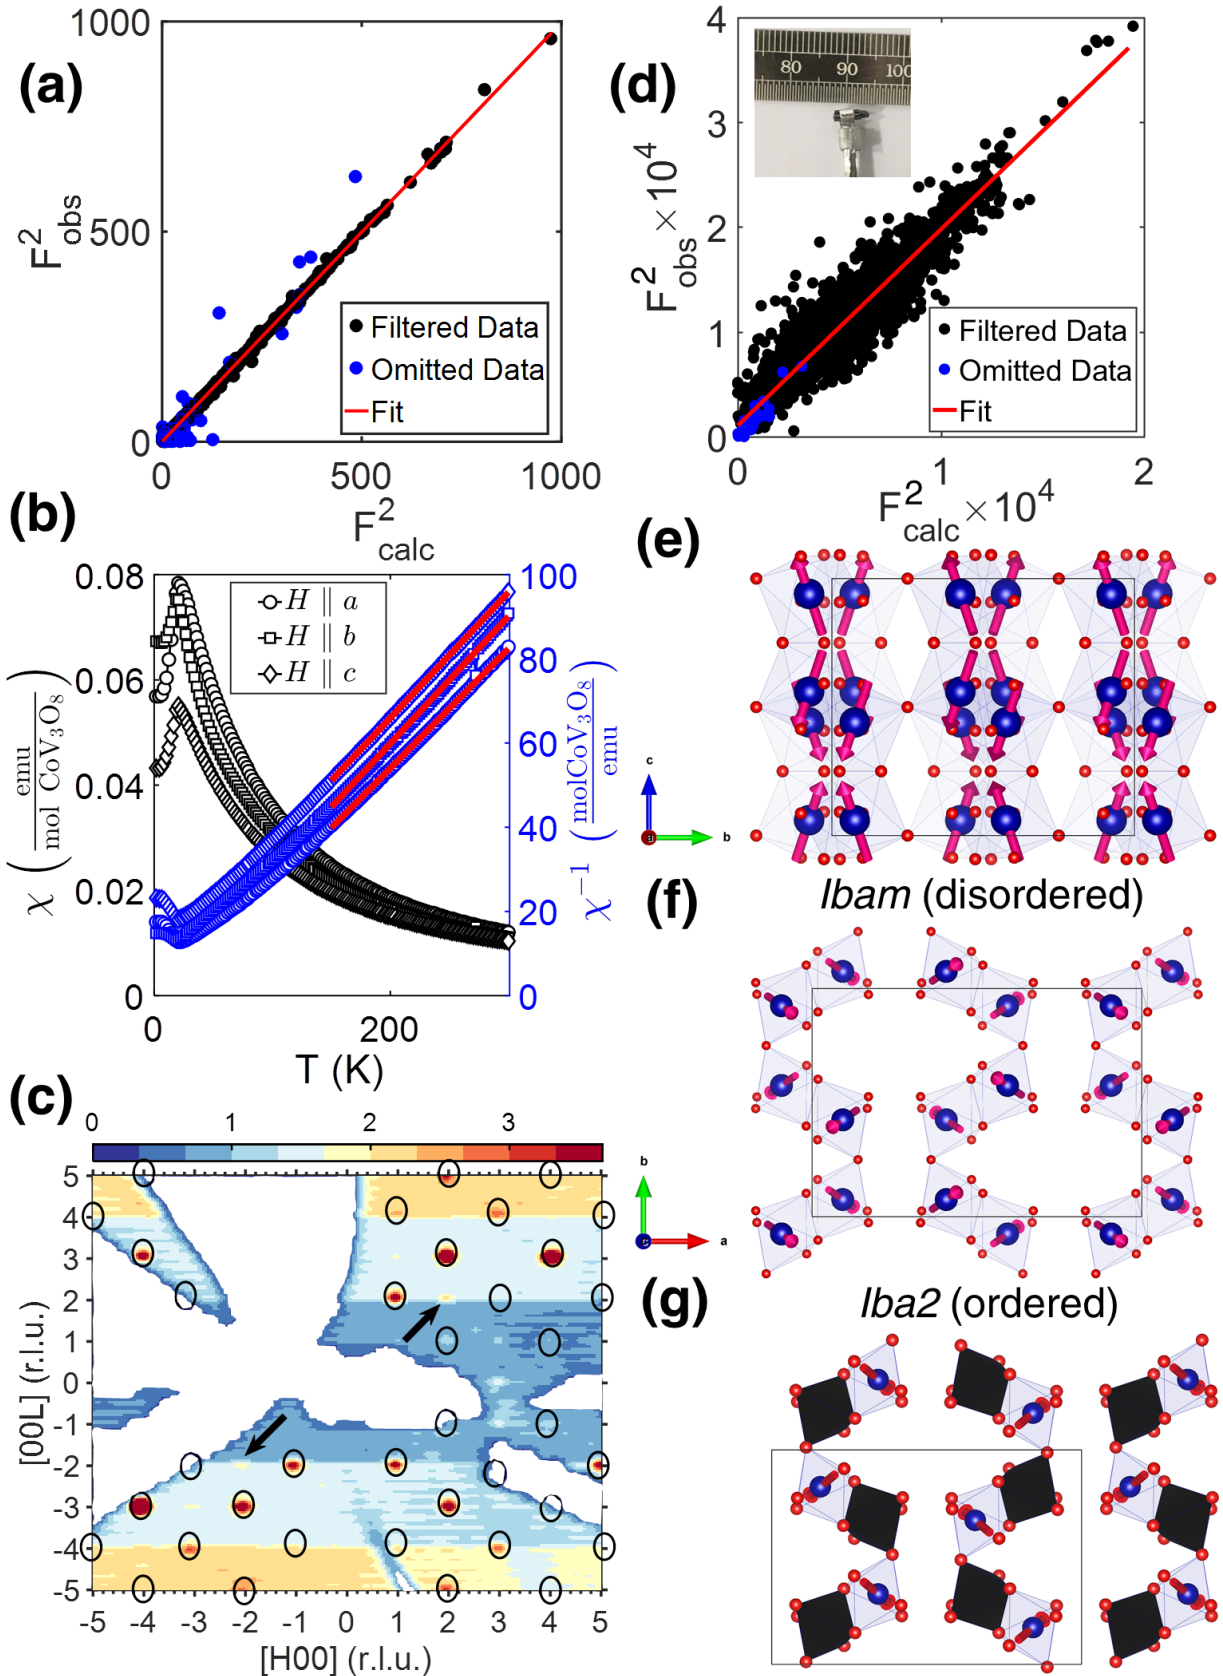 (a)
1000
500
0
F²obs
Filtered Data
Omitted Data
Fit
0
500
1000
F²calc
(d)
4
3
2
1
0
F²obs × 10⁴
80
90
100
Filtered Data
Omitted Data
Fit
0
1
2
F²calc × 10⁴
(b)
0.08
0.06
0.04
0.02
0
χ (emu / mol CoV₃O₈)
H ∥ a
H ∥ b
H ∥ c
100
80
60
40
20
0
χ⁻¹ (molCoV₃O₈ / emu)
0
200
T (K)
(e)
c
a
b
(f)
Ibam (disordered)
b
c
a
(c)
0
1
2
3
5
4
3
2
1
0
-1
-2
-3
-4
-5
[00L] (r.l.u.)
-5
-4
-3
-2
-1
0
1
2
3
4
5
[H00] (r.l.u.)
(g)
Iba2 (ordered)